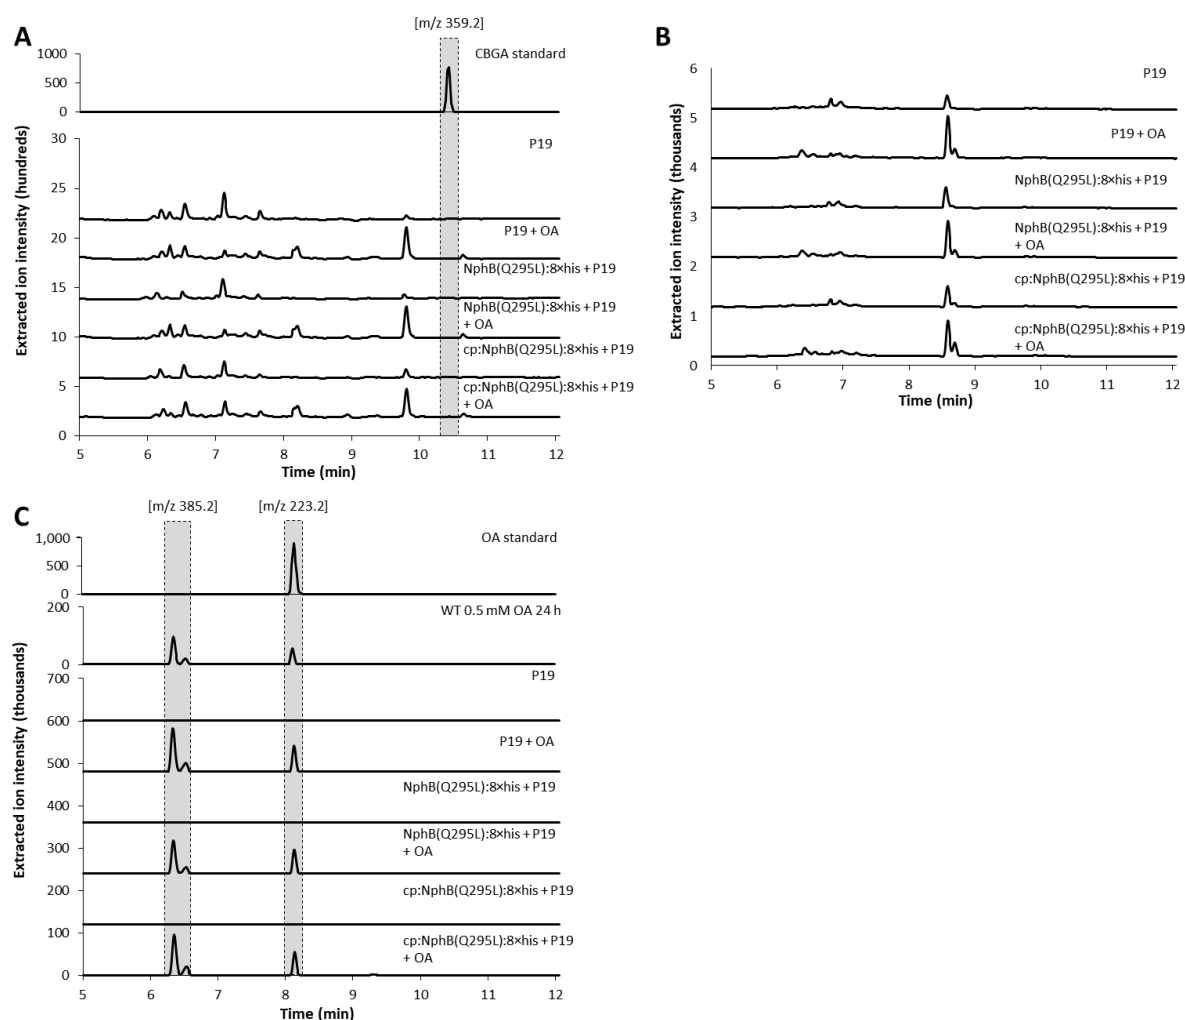 A
[m/z 359.2]
CBGA standard
1000
500
0
P19
30
25
20
15
10
5
0
P19 + OA
NphB(Q295L):8×his + P19
NphB(Q295L):8×his + P19
+ OA
cp:NphB(Q295L):8×his + P19
cp:NphB(Q295L):8×his + P19
+ OA
Extracted ion intensity (hundreds)
5 6 7 8 9 10 11 12
Time (min)
B
6
5
4
3
2
1
0
P19
P19 + OA
NphB(Q295L):8×his + P19
NphB(Q295L):8×his + P19
+ OA
cp:NphB(Q295L):8×his + P19
cp:NphB(Q295L):8×his + P19
+ OA
Extracted ion intensity (thousands)
5 6 7 8 9 10 11 12
Time (min)
C
[m/z 385.2] [m/z 223.2]
OA standard
1,000
500
0
WT 0.5 mM OA 24 h
200
0
P19
700
600
500
400
300
200
100
0
P19 + OA
NphB(Q295L):8×his + P19
NphB(Q295L):8×his + P19
+ OA
cp:NphB(Q295L):8×his + P19
cp:NphB(Q295L):8×his + P19
+ OA
Extracted ion intensity (thousands)
5 6 7 8 9 10 11 12
Time (min)